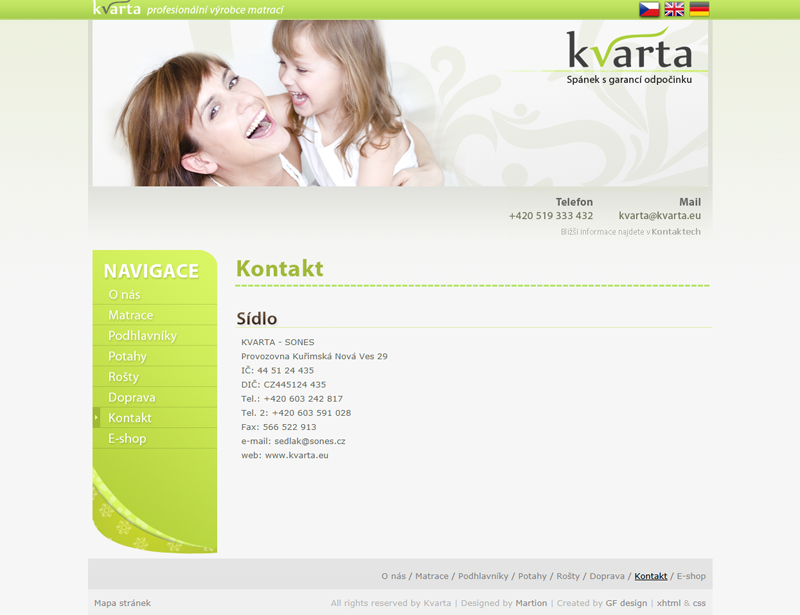 kvarta profesionální výrobce matrací
kvarta
Spánek s garancí odpočinku
Telefon Mail
+420 519 333 432 kvarta@kvarta.eu
Bližší informace najdete v Kontaktech
NAVIGACE
O nás
Matrace
Podhlavníky
Potahy
Rošty
Doprava
Kontakt
E-shop
Kontakt
Sídlo
KVARTA - SONES
Provozovna Kuřimská Nová Ves 29
IČ: 44 51 24 435
DIČ: CZ445124 435
Tel.: +420 603 242 817
Tel. 2: +420 603 591 028
Fax: 566 522 913
e-mail: sedlak@sones.cz
web: www.kvarta.eu
O nás / Matrace / Podhlavníky / Potahy / Rošty / Doprava / Kontakt / E-shop
Mapa stránek All rights reserved by Kvarta | Designed by Martion | Created by GF design | xhtml & css